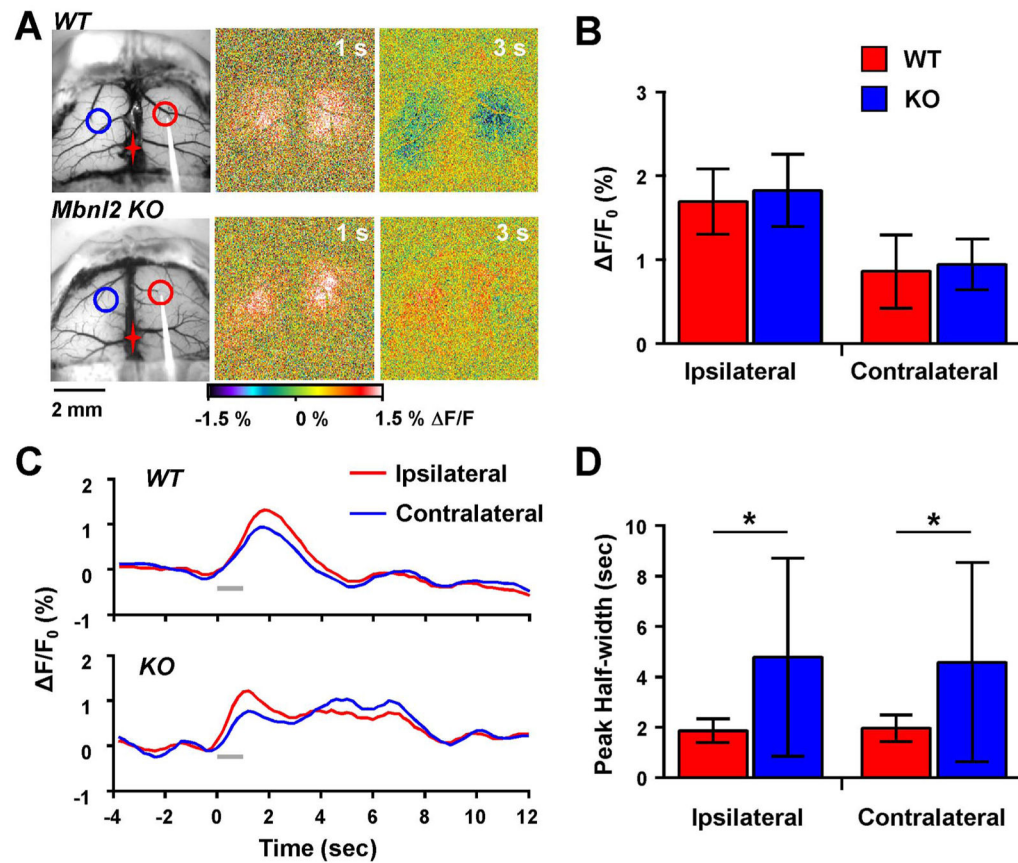 A
WT
1 s
3 s
Mbnl2 KO
1 s
3 s
2 mm
-1.5 %
0 %
1.5 % ΔF/F
B
WT
KO
3
2
1
0
ΔF/F₀ (%)
Ipsilateral
Contralateral
C
WT
Ipsilateral
Contralateral
2
1
0
-1
KO
2
1
0
-1
ΔF/F₀ (%)
-4 -2 0 2 4 6 8 10 12
Time (sec)
D
*
*
10
8
6
4
2
0
Peak Half-width (sec)
Ipsilateral
Contralateral